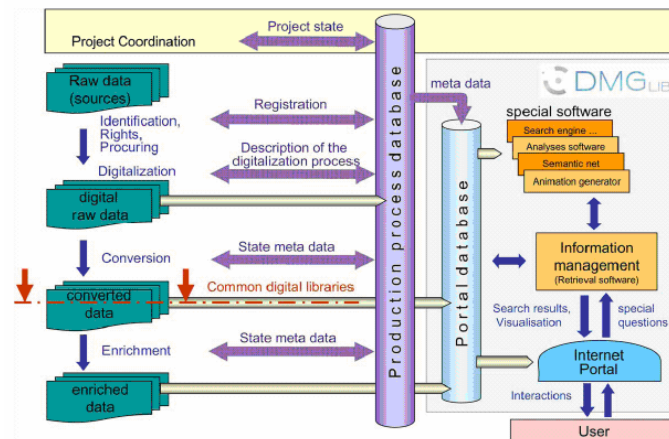 Project Coordination
Project state
Raw data
(sources)
Identification,
Rights,
Procuring
Registration
Digitalization
Description of the
digitalization process
digital
raw data
Conversion
State meta data
Common digital libraries
converted
data
Enrichment
State meta data
enriched
data
Production process database
meta data
Portal database
DMG LIB
special software
Search engine ...
Analyses software
Semantic net
Animation generator
Information
management
(Retrieval software)
Search results,
Visualisation
special
questions
Internet
Portal
Interactions
User